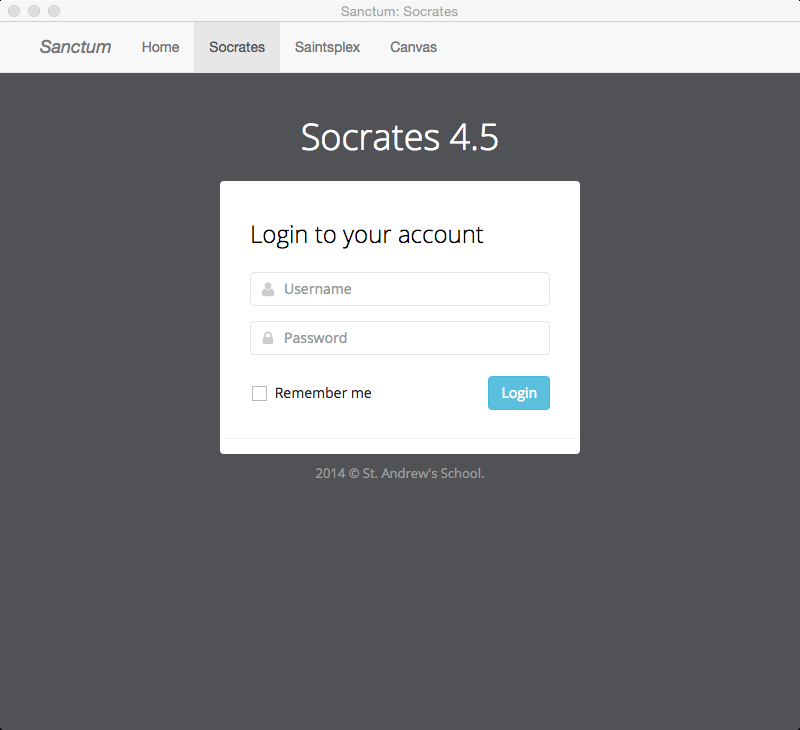 Sanctum: Socrates
Sanctum Home Socrates Saintsplex Canvas
Socrates 4.5
Login to your account
Username
Password
Remember me Login
2014 © St. Andrew's School.